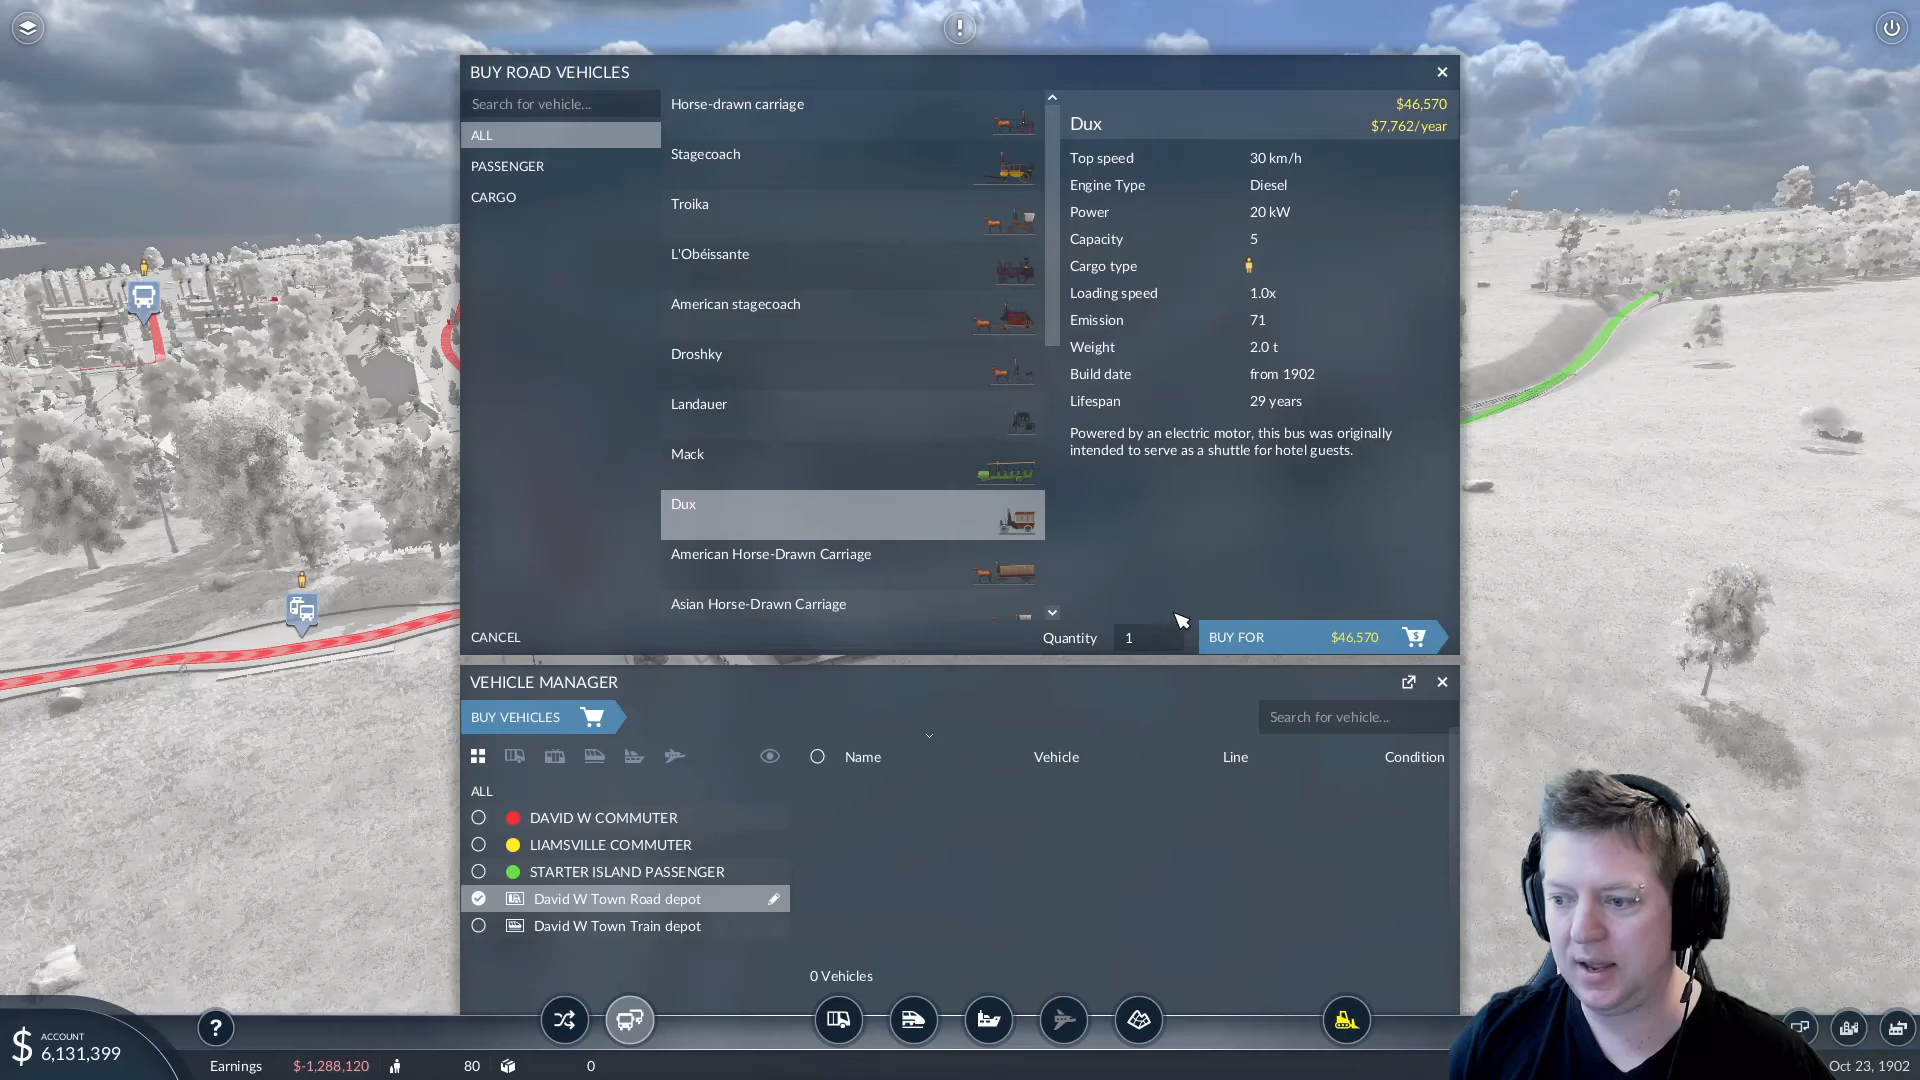 BUY ROAD VEHICLES
Search for vehicle...
ALL
PASSENGER
CARGO
Horse-drawn carriage
Stagecoach
Troika
L'Obéissante
American stagecoach
Droshky
Landauer
Mack
Dux
American Horse-Drawn Carriage
Asian Horse-Drawn Carriage
$46,570
Dux
$7,762/year
Top speed 30 km/h
Engine Type Diesel
Power 20 kW
Capacity 5
Cargo type
Loading speed 1.0x
Emission 71
Weight 2.0 t
Build date from 1902
Lifespan 29 years
Powered by an electric motor, this bus was originally
intended to serve as a shuttle for hotel guests.
CANCEL
Quantity 1
BUY FOR $46,570
VEHICLE MANAGER
BUY VEHICLES
Search for vehicle...
Name Vehicle Line Condition
ALL
DAVID W COMMUTER
LIAMSVILLE COMMUTER
STARTER ISLAND PASSENGER
David W Town Road depot
David W Town Train depot
0 Vehicles
?
$ ACCOUNT
6,131,399
Earnings $-1,288,120 80 0
Oct 23, 1902